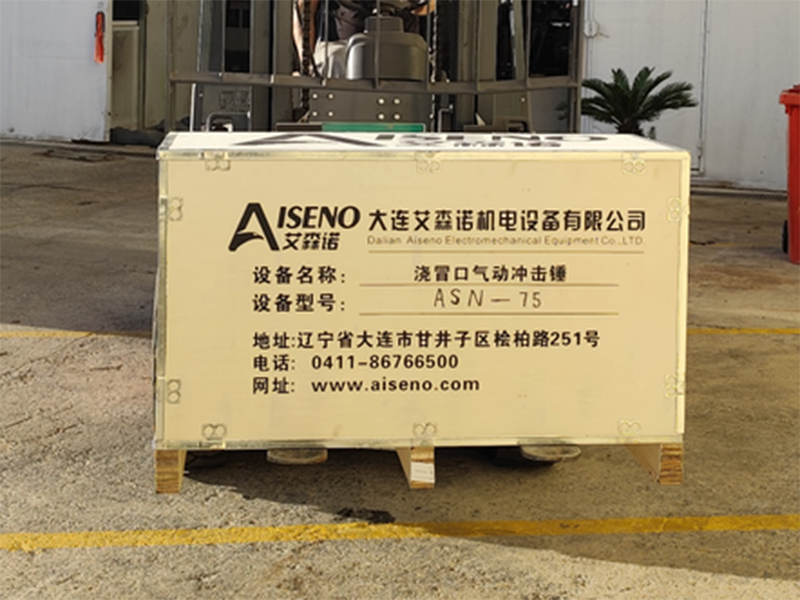 AISENO
AISENO 大连艾森诺机电设备有限公司
艾森诺 Dalian Aiseno Electromechanical Equipment Co.,LTD.
设备名称: 浇冒口气动冲击锤
设备型号: ASN-75
地址:辽宁省大连市甘井子区桧柏路251号
电话: 0411-86766500
网址: www.aiseno.com